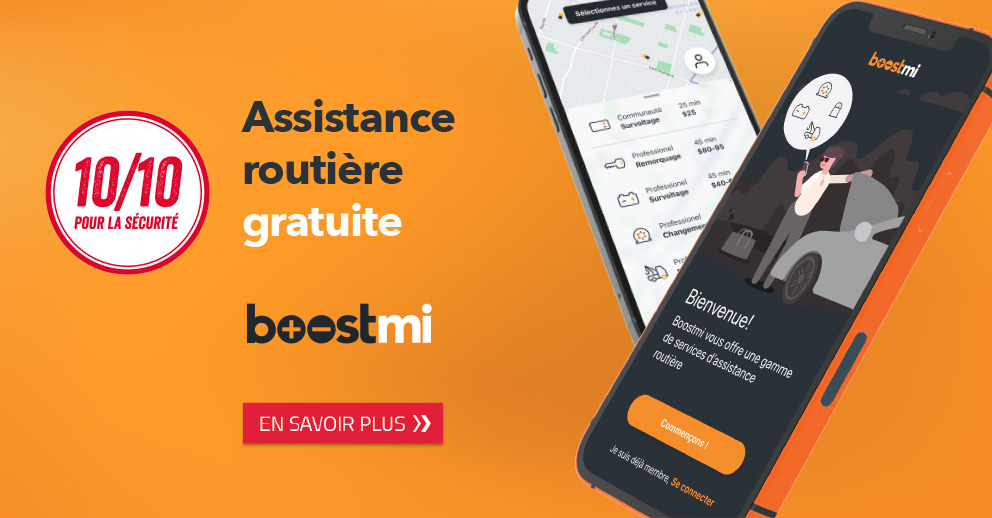 10/10
POUR LA SÉCURITÉ
Assistance
routière
gratuite
boostmi
EN SAVOIR PLUS
Sélectionnez un service
Communauté
Survoltage
25 min
$25
Professionel
Remorquage
45 min
$80-95
Professionel
Survoltage
45 min
$40-
Professionel
boostmi
Bienvenue!
Boostmi vous offre une gamme
de services d'assistance
routière
Commençons !
Je suis déjà membre, Se connecter